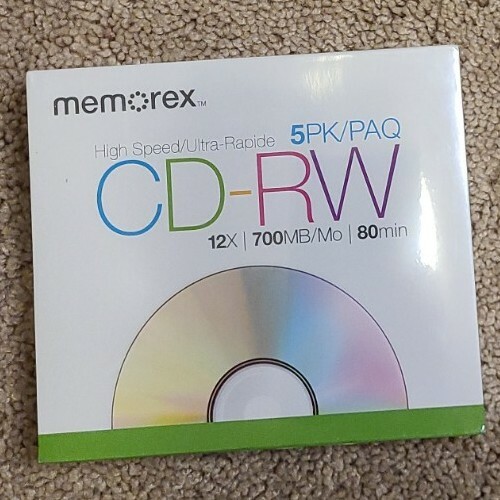 memorex™
5PK/PAQ
High Speed/Ultra-Rapide
CD-RW
12X | 700MB/Mo | 80min